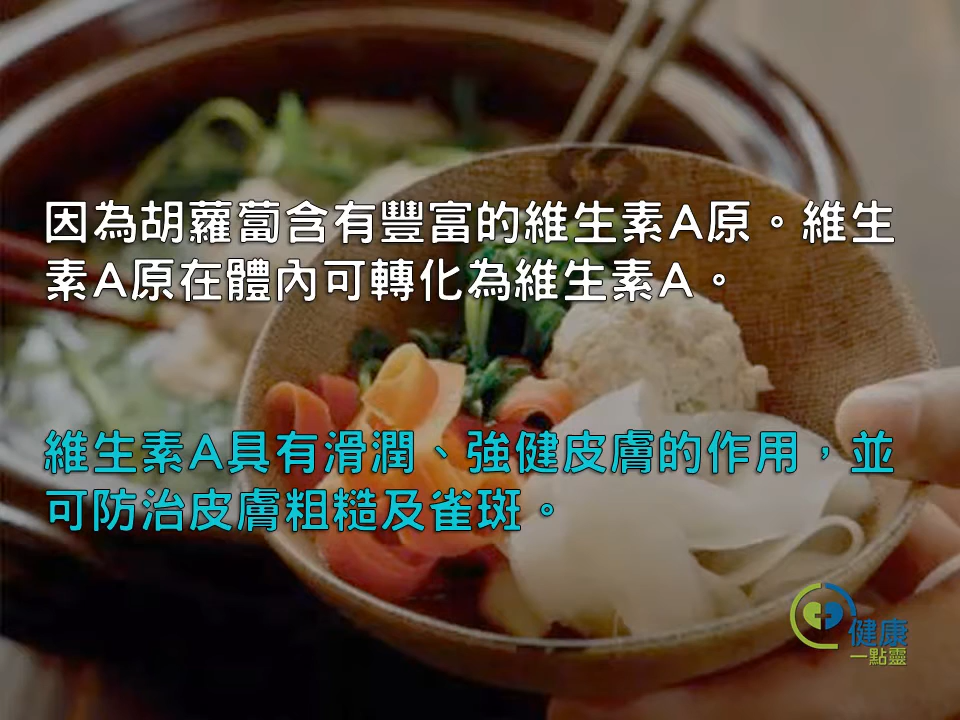 因為胡蘿蔔含有豐富的維生素A原。維生
素A原在體內可轉化為維生素A。
維生素A具有滑潤、強健皮膚的作用，並
可防治皮膚粗糙及雀斑。
健康
一點靈